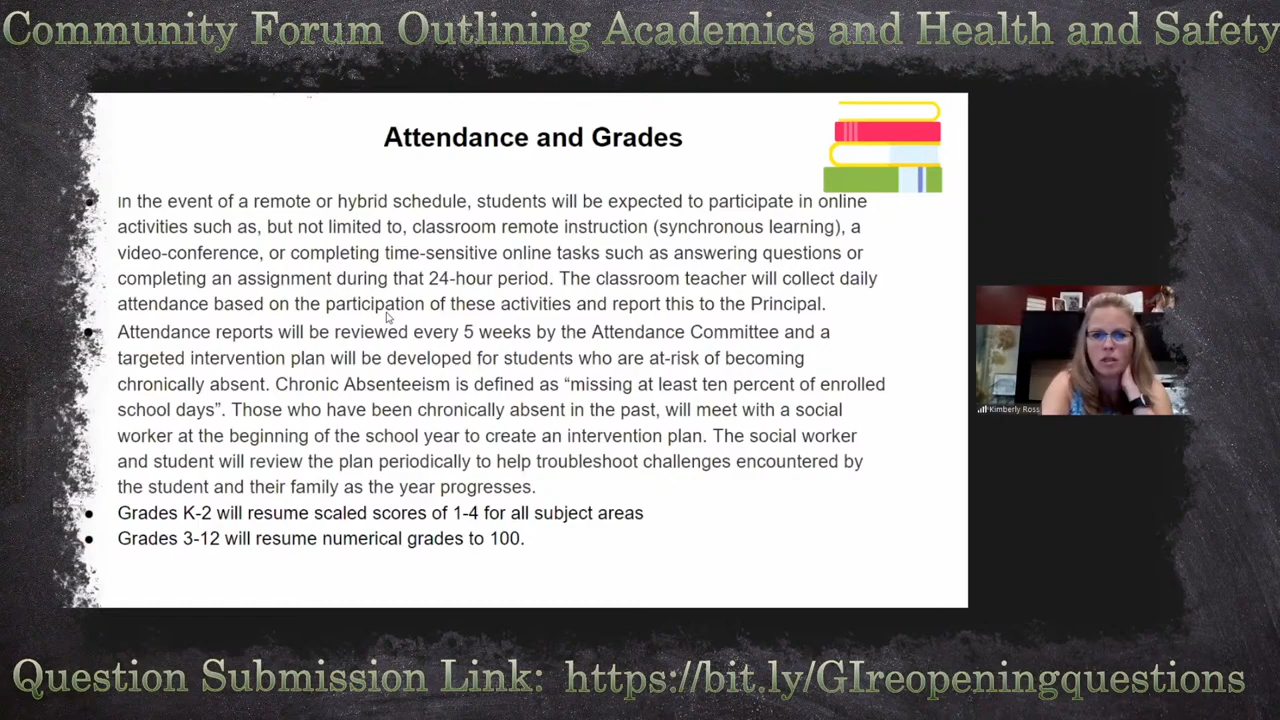 Community Forum Outlining Academics and Health and Safety
Attendance and Grades
In the event of a remote or hybrid schedule, students will be expected to participate in online
activities such as, but not limited to, classroom remote instruction (synchronous learning), a
video-conference, or completing time-sensitive online tasks such as answering questions or
completing an assignment during that 24-hour period. The classroom teacher will collect daily
attendance based on the participation of these activities and report this to the Principal.
Attendance reports will be reviewed every 5 weeks by the Attendance Committee and a
targeted intervention plan will be developed for students who are at-risk of becoming
chronically absent. Chronic Absenteeism is defined as “missing at least ten percent of enrolled
school days”. Those who have been chronically absent in the past, will meet with a social
worker at the beginning of the school year to create an intervention plan. The social worker
and student will review the plan periodically to help troubleshoot challenges encountered by
the student and their family as the year progresses.
Grades K-2 will resume scaled scores of 1-4 for all subject areas
Grades 3-12 will resume numerical grades to 100.
Kimberly Ross
Question Submission Link: https://bit.ly/GIreopeningquestions